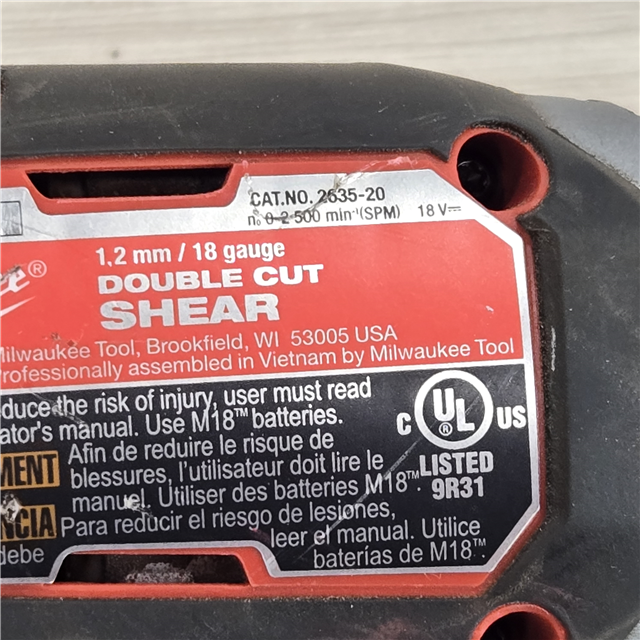 CAT.NO. 2635-20
n₀ 0-2 500 min⁻¹(SPM) 18 V⎓
1,2 mm / 18 gauge
ee®
DOUBLE CUT
SHEAR
Milwaukee Tool, Brookfield, WI 53005 USA
Professionally assembled in Vietnam by Milwaukee Tool
educe the risk of injury, user must read
ator's manual. Use M18™ batteries.
MENT Afin de réduire le risque de
blessures, l'utilisateur doit lire le
manuel. Utiliser des batteries M18™.
NCIA Para reducir el riesgo de lesiones,
debe leer el manual. Utilice
baterías de M18™.
C UL® US
LISTED
9R31